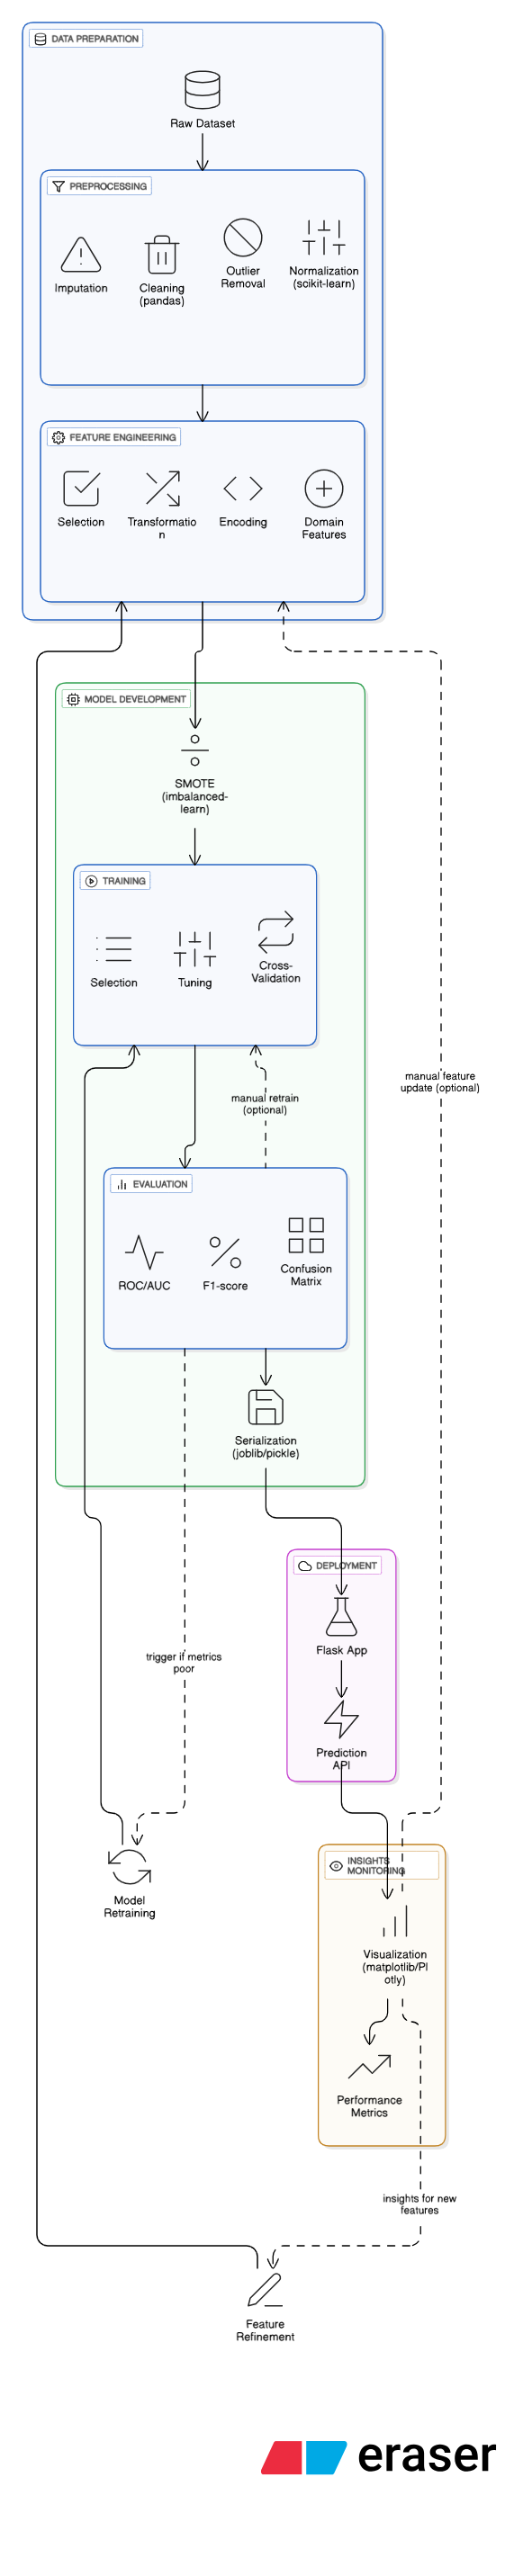 DATA PREPARATION
Raw Dataset
PREPROCESSING
Imputation
Cleaning
(pandas)
Outlier
Removal
Normalization
(scikit-learn)
FEATURE ENGINEERING
Selection
Transformatio
n
Encoding
Domain
Features
MODEL DEVELOPMENT
SMOTE
(imbalanced-
learn)
TRAINING
Selection
Tuning
Cross-
Validation
manual feature
update (optional)
manual retrain
(optional)
EVALUATION
ROC/AUC
F1-score
Confusion
Matrix
Serialization
(joblib/pickle)
DEPLOYMENT
Flask App
trigger if metrics
poor
Prediction
API
INSIGHTS
MONITORING
Model
Retraining
Visualization
(matplotlib/Pl
otly)
Performance
Metrics
insights for new
features
Feature
Refinement
eraser